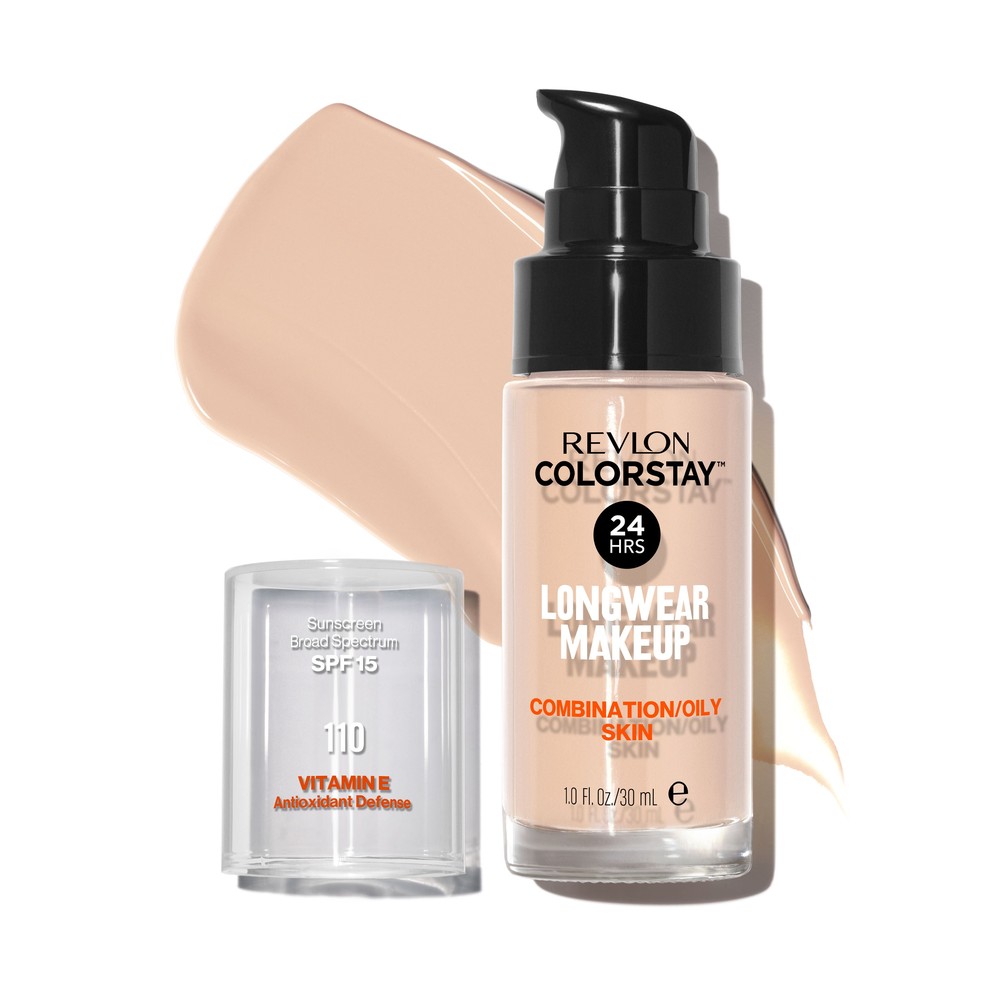 REVLON
COLORSTAY™
24
HRS
LONGWEAR
MAKEUP
COMBINATION/OILY
SKIN
1.0 Fl. Oz./30 mL ℮
Sunscreen
Broad Spectrum
SPF 15
110
VITAMIN E
Antioxidant Defense